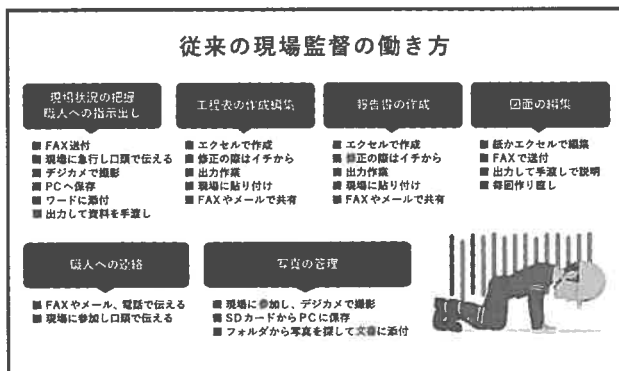 従来の現場監督の働き方
現場状況の把握
職人への指示出し
■ FAX送付
■ 現場に急行し口頭で伝える
■ デジカメで撮影
■ PCへ保存
■ ワードに添付
■ 出力して資料を手渡し
工程表の作成編集
■ エクセルで作成
■ 修正の際はイチから
■ 出力作業
■ 現場に貼り付け
■ FAXやメールで共有
報告書の作成
■ エクセルで作成
■ 修正の際はイチから
■ 出力作業
■ 現場に貼り付け
■ FAXやメールで共有
図面の編集
■ 紙かエクセルで編集
■ FAXで送付
■ 出力して手渡しで説明
■ 毎回作り直し
職人への連絡
■ FAXやメール、電話で伝える
■ 現場に参加し口頭で伝える
写真の管理
■ 現場に参加し、デジカメで撮影
■ SDカードからPCに保存
■ フォルダから写真を探して文書に添付